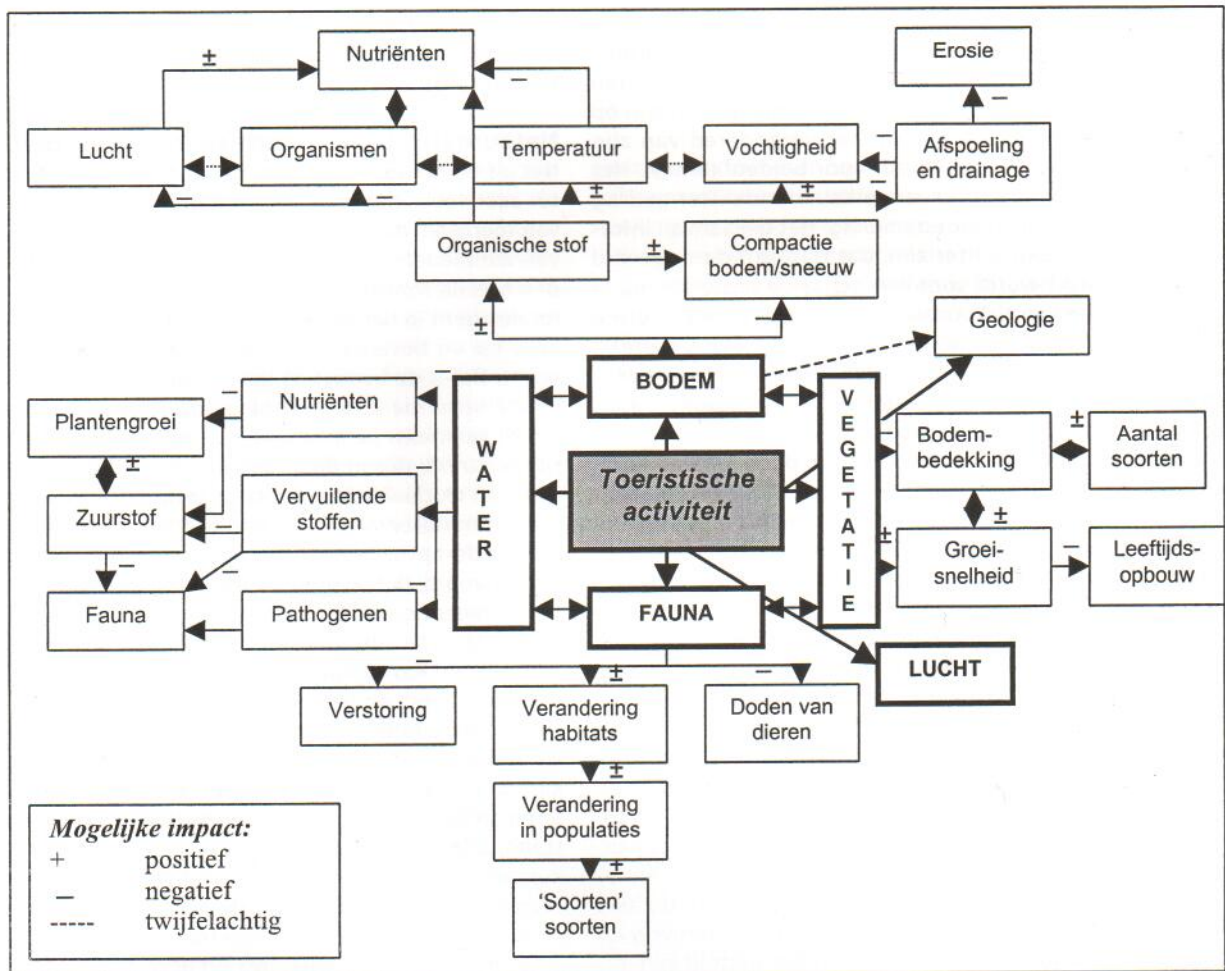 Nutriënten
Erosie
±
–
–
Lucht
Organismen
Temperatuur
Vochtigheid
–
Afspoeling
en drainage
–
–
±
±
–
Organische stof
±
Compactie
bodem/sneeuw
±
–
Geologie
BODEM
WATER
VEGETATIE
–
Nutriënten
–
Plantengroei
±
–
Bodem-
bedekking
±
Aantal
soorten
Toeristische
activiteit
Vervuilende
stoffen
–
Zuurstof
–
±
±
Groei-
snelheid
–
Leeftijds-
opbouw
–
–
Fauna
Pathogenen
–
FAUNA
LUCHT
–
±
–
Verstoring
Verandering
habitats
Doden van
dieren
±
Verandering
in populaties
±
‘Soorten’
soorten
Mogelijke impact:
+ positief
– negatief
----- twijfelachtig